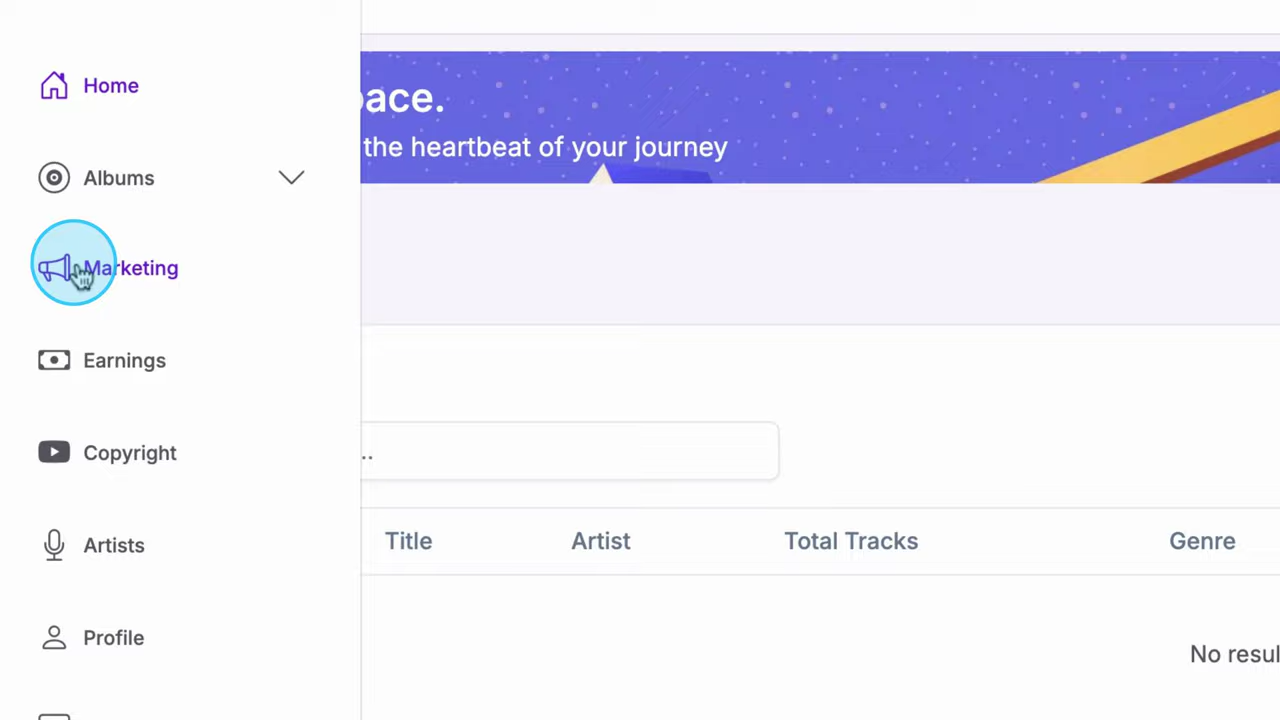 Home
Albums
Marketing
Earnings
Copyright
Artists
Profile
pace.
the heartbeat of your journey
..
Title Artist Total Tracks Genre
No resul